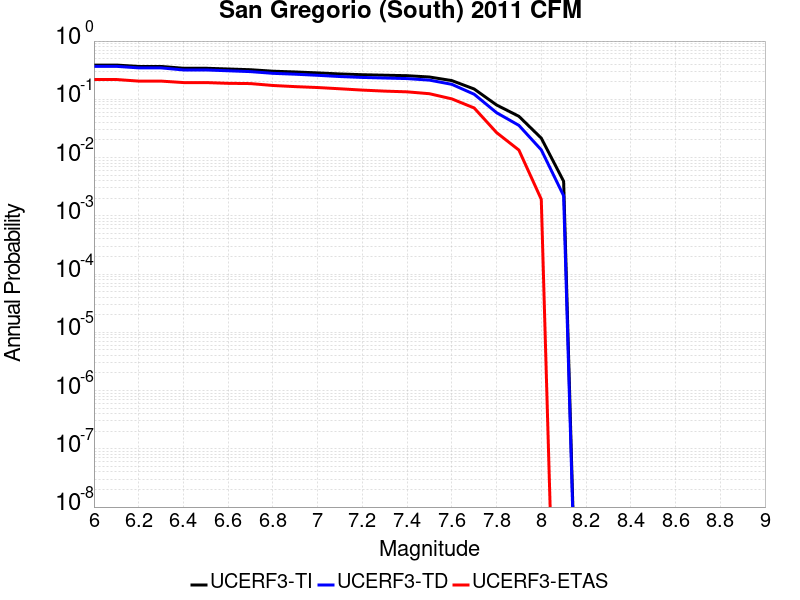 San Gregorio (South) 2011 CFM
10^0
10^-1
10^-2
10^-3
10^-4
10^-5
10^-6
10^-7
10^-8
Annual Probability
6 6.2 6.4 6.6 6.8 7 7.2 7.4 7.6 7.8 8 8.2 8.4 8.6 8.8 9
Magnitude
UCERF3-TI UCERF3-TD UCERF3-ETAS